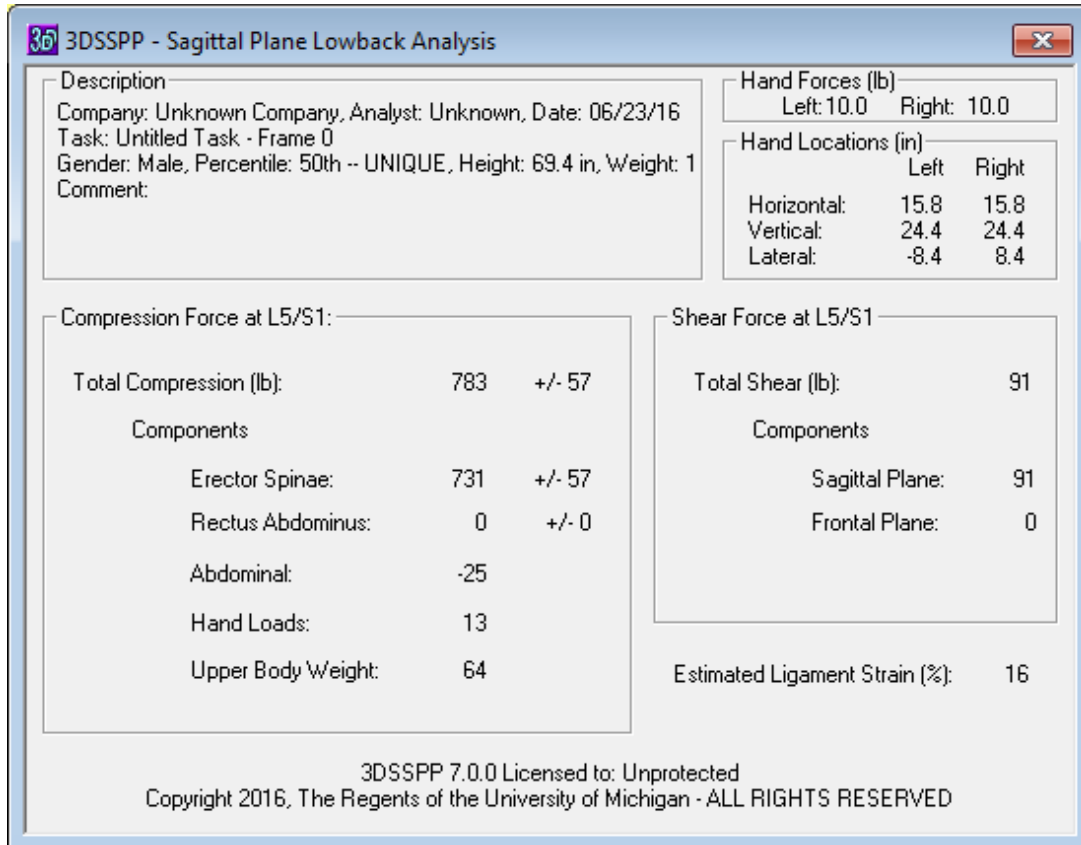 3D 3DSSPP - Sagittal Plane Lowback Analysis
Description
Company: Unknown Company, Analyst: Unknown, Date: 06/23/16
Task: Untitled Task - Frame 0
Gender: Male, Percentile: 50th -- UNIQUE, Height: 69.4 in, Weight: 1
Comment:
Hand Forces (lb)
Left: 10.0 Right: 10.0
Hand Locations (in)
Left Right
Horizontal: 15.8 15.8
Vertical: 24.4 24.4
Lateral: -8.4 8.4
Compression Force at L5/S1:
Total Compression (lb): 783 +/- 57
Components
Erector Spinae: 731 +/- 57
Rectus Abdominus: 0 +/- 0
Abdominal: -25
Hand Loads: 13
Upper Body Weight: 64
Shear Force at L5/S1
Total Shear (lb): 91
Components
Sagittal Plane: 91
Frontal Plane: 0
Estimated Ligament Strain (%): 16
3DSSPP 7.0.0 Licensed to: Unprotected
Copyright 2016, The Regents of the University of Michigan - ALL RIGHTS RESERVED